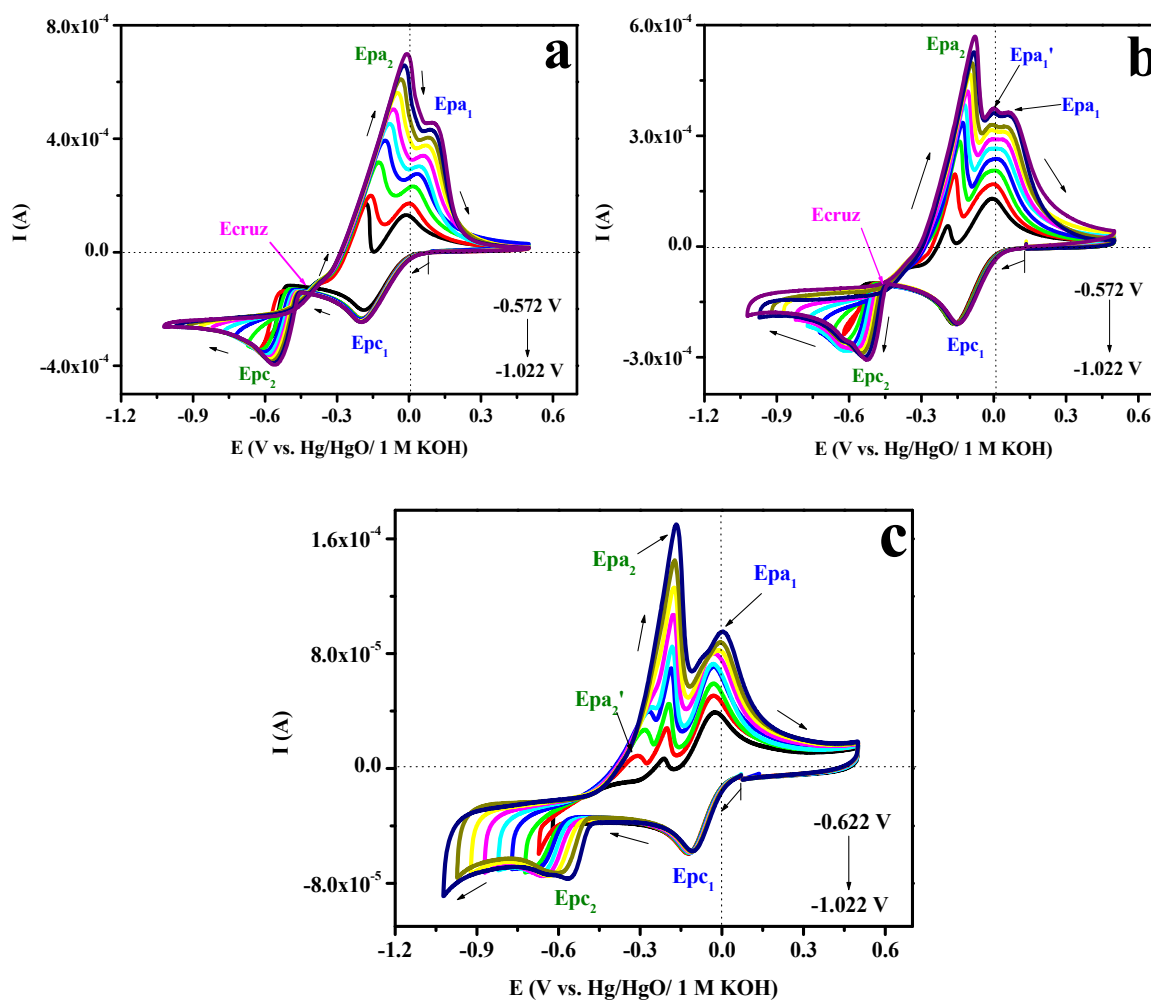 a
8.0x10⁻⁴
4.0x10⁻⁴
0.0
-4.0x10⁻⁴
I (A)
Epa₂
Epa₁
Ecruz
Epc₁
Epc₂
-0.572 V
-1.022 V
-1.2 -0.9 -0.6 -0.3 0.0 0.3 0.6
E (V vs. Hg/HgO/ 1 M KOH)
b
6.0x10⁻⁴
3.0x10⁻⁴
0.0
-3.0x10⁻⁴
I (A)
Epa₂
Epa₁'
Epa₁
Ecruz
Epc₁
Epc₂
-0.572 V
-1.022 V
-1.2 -0.9 -0.6 -0.3 0.0 0.3 0.6
E (V vs. Hg/HgO/ 1 M KOH)
c
1.6x10⁻⁴
8.0x10⁻⁵
0.0
-8.0x10⁻⁵
I (A)
Epa₂
Epa₁
Epa₂'
Epc₁
Epc₂
-0.622 V
-1.022 V
-1.2 -0.9 -0.6 -0.3 0.0 0.3 0.6
E (V vs. Hg/HgO/ 1 M KOH)